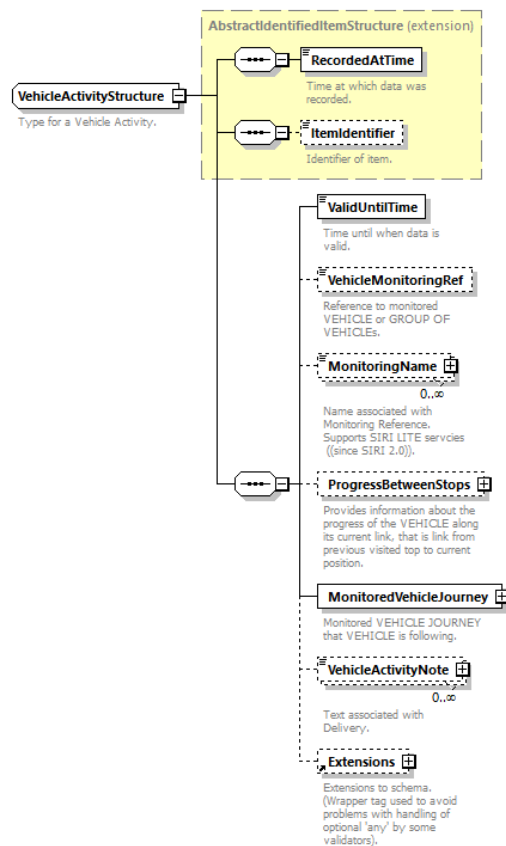 AbstractIdentifiedItemStructure (extension)
RecordedAtTime
Time at which data was
recorded.
VehicleActivityStructure
Type for a Vehicle Activity.
ItemIdentifier
Identifier of item.
ValidUntilTime
Time until when data is
valid.
VehicleMonitoringRef
Reference to monitored
VEHICLE or GROUP OF
VEHICLEs.
MonitoringName
0..∞
Name associated with
Monitoring Reference.
Supports SIRI LITE servcies
((since SIRI 2.0)).
ProgressBetweenStops
Provides information about the
progress of the VEHICLE along
its current link, that is link from
previous visited top to current
position.
MonitoredVehicleJourney
Monitored VEHICLE JOURNEY
that VEHICLE is following.
VehicleActivityNote
0..∞
Text associated with
Delivery.
Extensions
Extensions to schema.
(Wrapper tag used to avoid
problems with handling of
optional 'any' by some
validators).